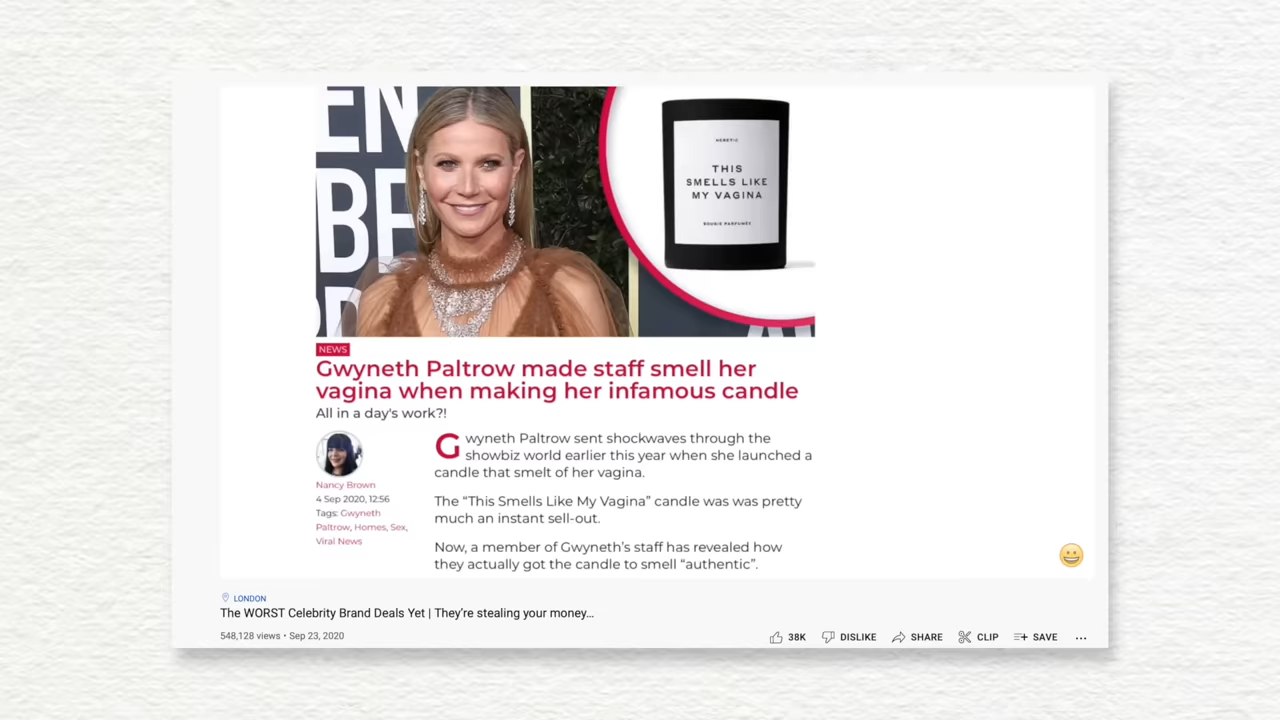 EN
BE
HERETIC
THIS
SMELLS LIKE
MY VAGINA
BOUGIE PARFUMÉE
NEWS
Gwyneth Paltrow made staff smell her
vagina when making her infamous candle
All in a day's work?!
Gwyneth Paltrow sent shockwaves through the
showbiz world earlier this year when she launched a
candle that smelt of her vagina.
The “This Smells Like My Vagina” candle was was pretty
much an instant sell-out.
Now, a member of Gwyneth’s staff has revealed how
they actually got the candle to smell “authentic”.
Nancy Brown
4 Sep 2020, 12:56
Tags: Gwyneth
Paltrow, Homes, Sex,
Viral News
LONDON
The WORST Celebrity Brand Deals Yet | They’re stealing your money…
548,128 views • Sep 23, 2020
38K DISLIKE SHARE CLIP SAVE ...